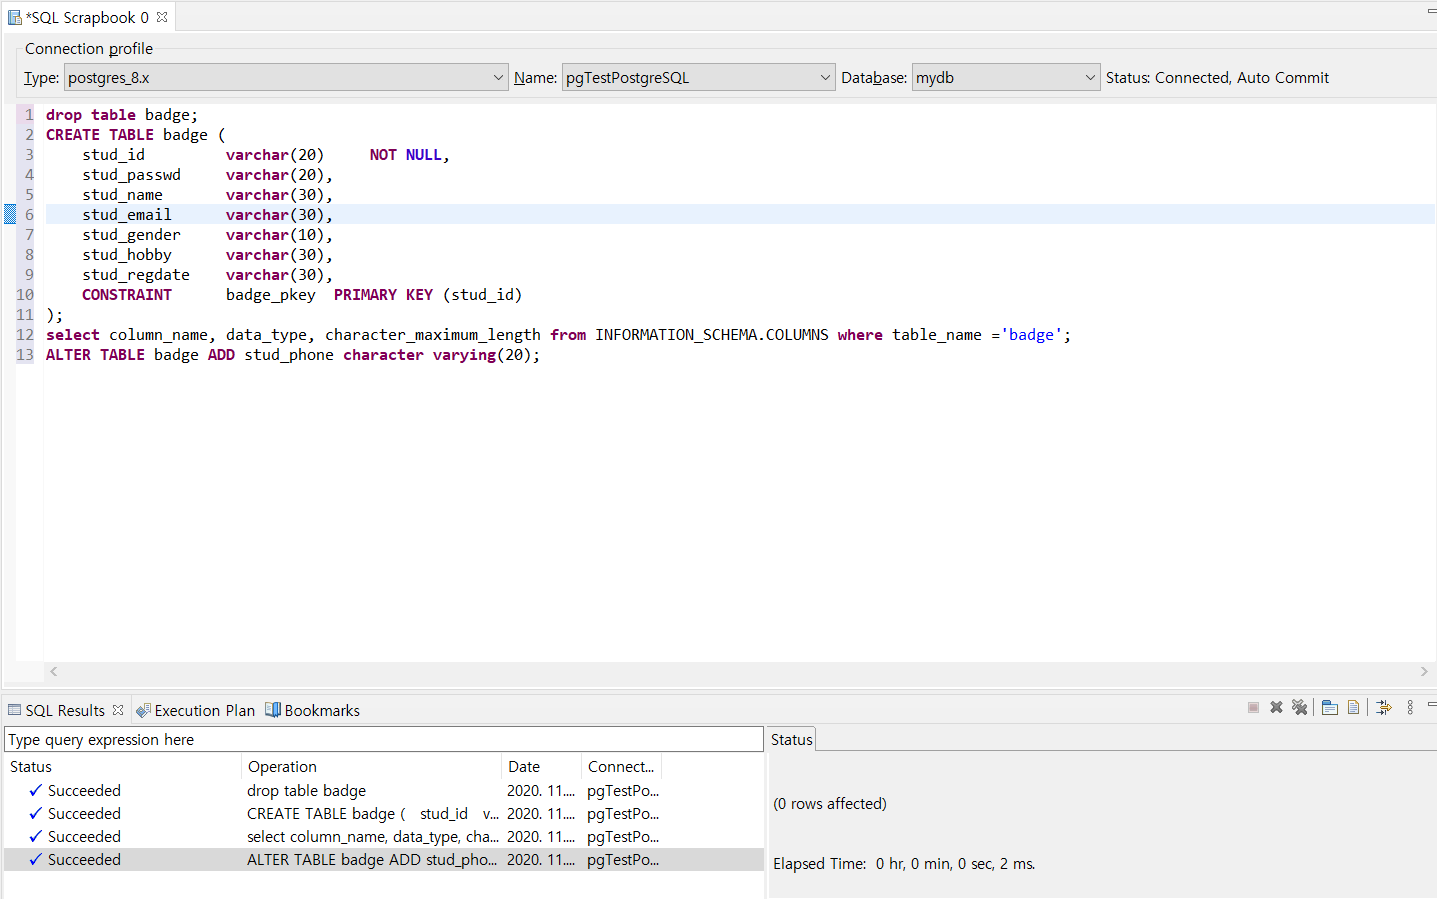 *SQL Scrapbook 0
Connection profile
Type: postgres_8.x Name: pgTestPostgreSQL Database: mydb Status: Connected, Auto Commit
1 drop table badge;
2 CREATE TABLE badge (
3 stud_id varchar(20) NOT NULL,
4 stud_passwd varchar(20),
5 stud_name varchar(30),
6 stud_email varchar(30),
7 stud_gender varchar(10),
8 stud_hobby varchar(30),
9 stud_regdate varchar(30),
10 CONSTRAINT badge_pkey PRIMARY KEY (stud_id)
11 );
12 select column_name, data_type, character_maximum_length from INFORMATION_SCHEMA.COLUMNS where table_name ='badge';
13 ALTER TABLE badge ADD stud_phone character varying(20);
SQL Results Execution Plan Bookmarks
Type query expression here
Status Operation Date Connect...
Succeeded drop table badge 2020. 11.... pgTestPo...
Succeeded CREATE TABLE badge ( stud_id v... 2020. 11.... pgTestPo...
Succeeded select column_name, data_type, cha... 2020. 11.... pgTestPo...
Succeeded ALTER TABLE badge ADD stud_pho... 2020. 11.... pgTestPo...
Status
(0 rows affected)
Elapsed Time: 0 hr, 0 min, 0 sec, 2 ms.